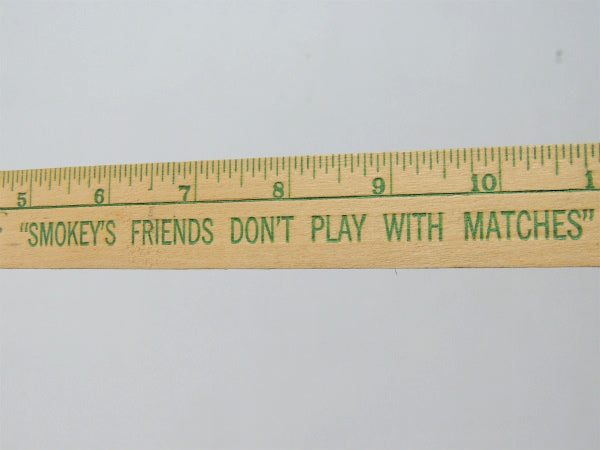 5 6 7 8 9 10 1
"SMOKEY'S FRIENDS DON'T PLAY WITH MATCHES"